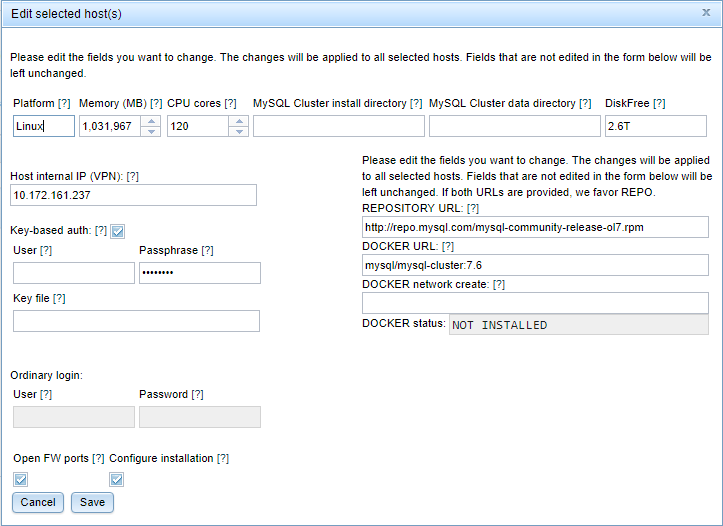 Edit selected host(s) x
Please edit the fields you want to change. The changes will be applied to all selected hosts. Fields that are not edited in the form below will be
left unchanged.
Platform [?] Memory (MB) [?] CPU cores [?] MySQL Cluster install directory [?] MySQL Cluster data directory [?] DiskFree [?]
Linux 1,031,967 120 2.6T
Host internal IP (VPN): [?]
10.172.161.237
Key-based auth: [?]
User [?] Passphrase [?]
••••••••
Key file [?]
Please edit the fields you want to change. The changes will be applied
to all selected hosts. Fields that are not edited in the form below will be
left unchanged. If both URLs are provided, we favor REPO.
REPOSITORY URL: [?]
http://repo.mysql.com/mysql-community-release-ol7.rpm
DOCKER URL: [?]
mysql/mysql-cluster:7.6
DOCKER network create: [?]
DOCKER status: NOT INSTALLED
Ordinary login:
User [?] Password [?]
Open FW ports [?] Configure installation [?]
Cancel Save